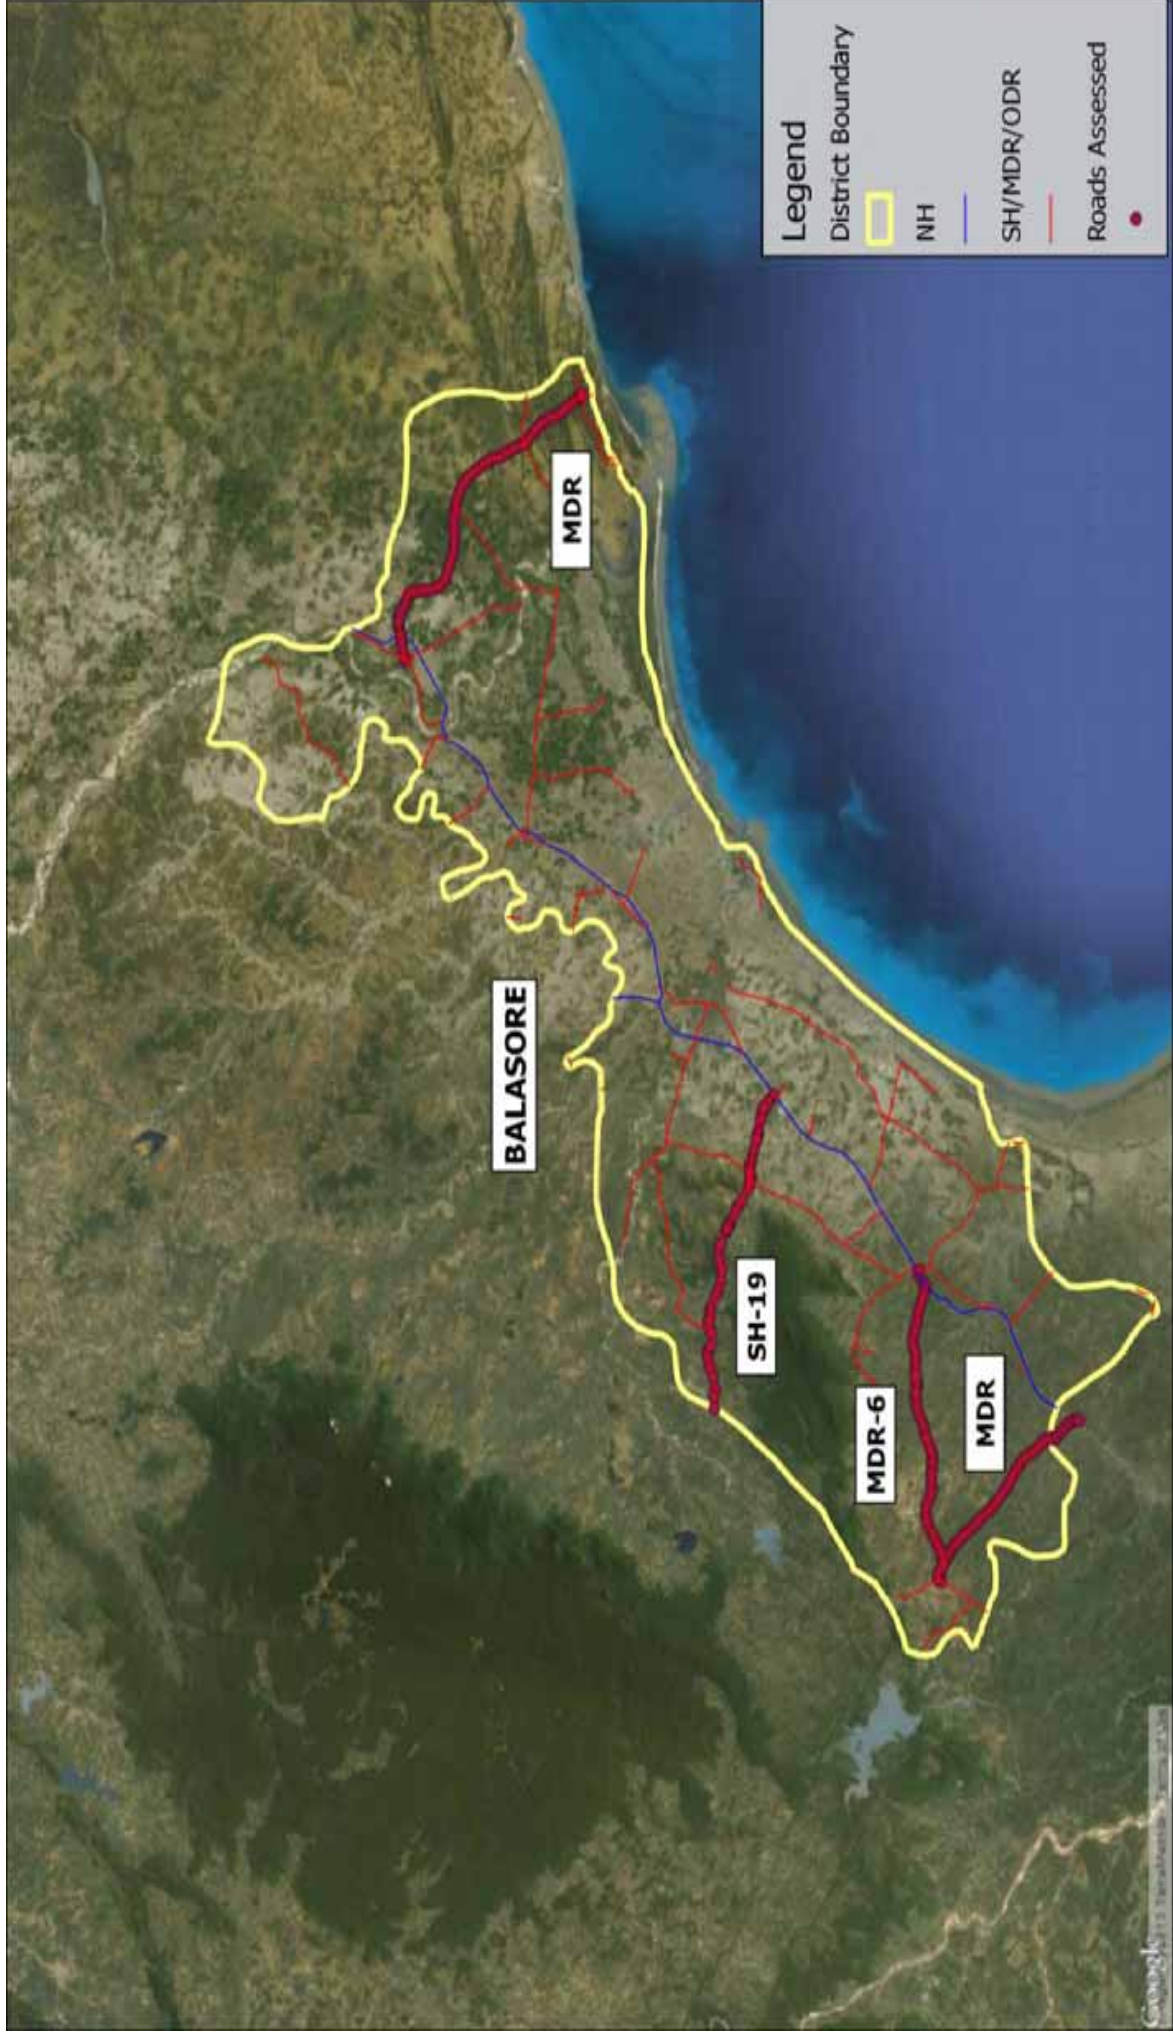 BALASORE
MDR
SH-19
MDR-6
MDR
Legend
District Boundary
NH
SH/MDR/ODR
Roads Assessed
Google